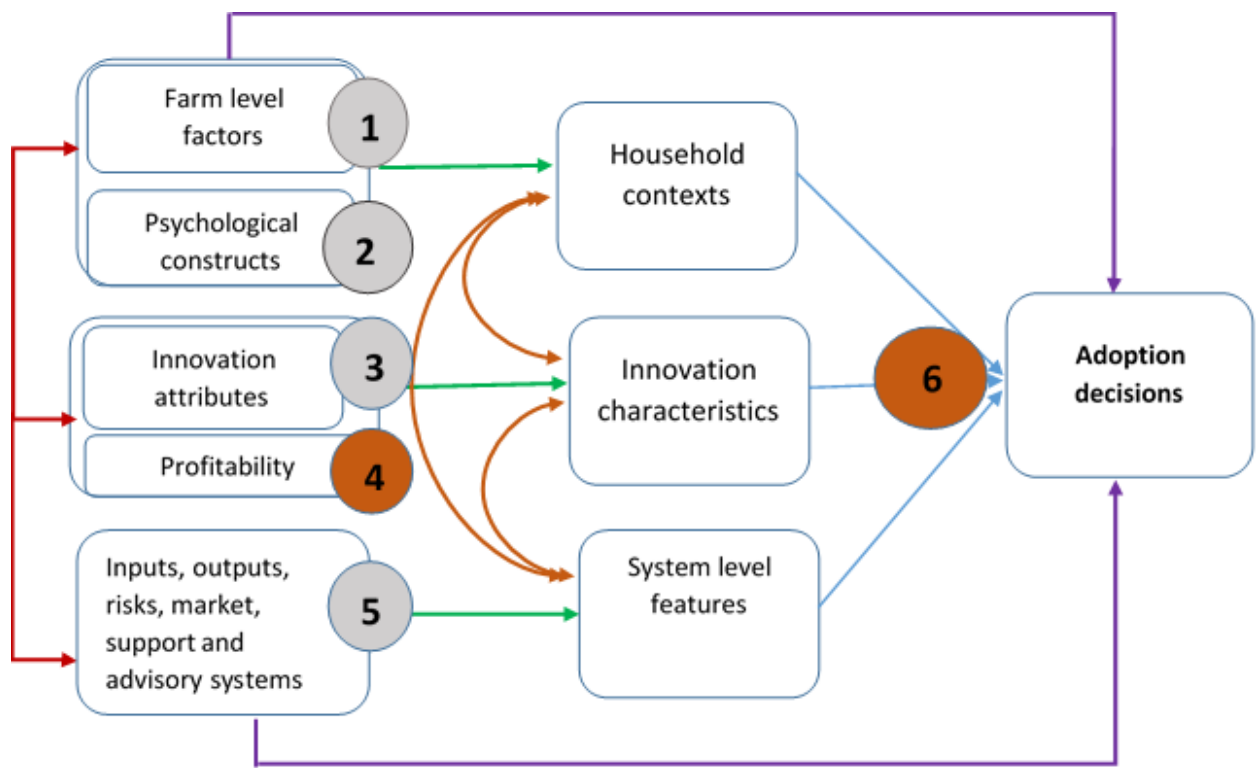 Farm level
factors
1
Psychological
constructs
2
Innovation
attributes
3
Profitability
4
Inputs, outputs,
risks, market,
support and
advisory systems
5
Household
contexts
Innovation
characteristics
System level
features
6
Adoption
decisions